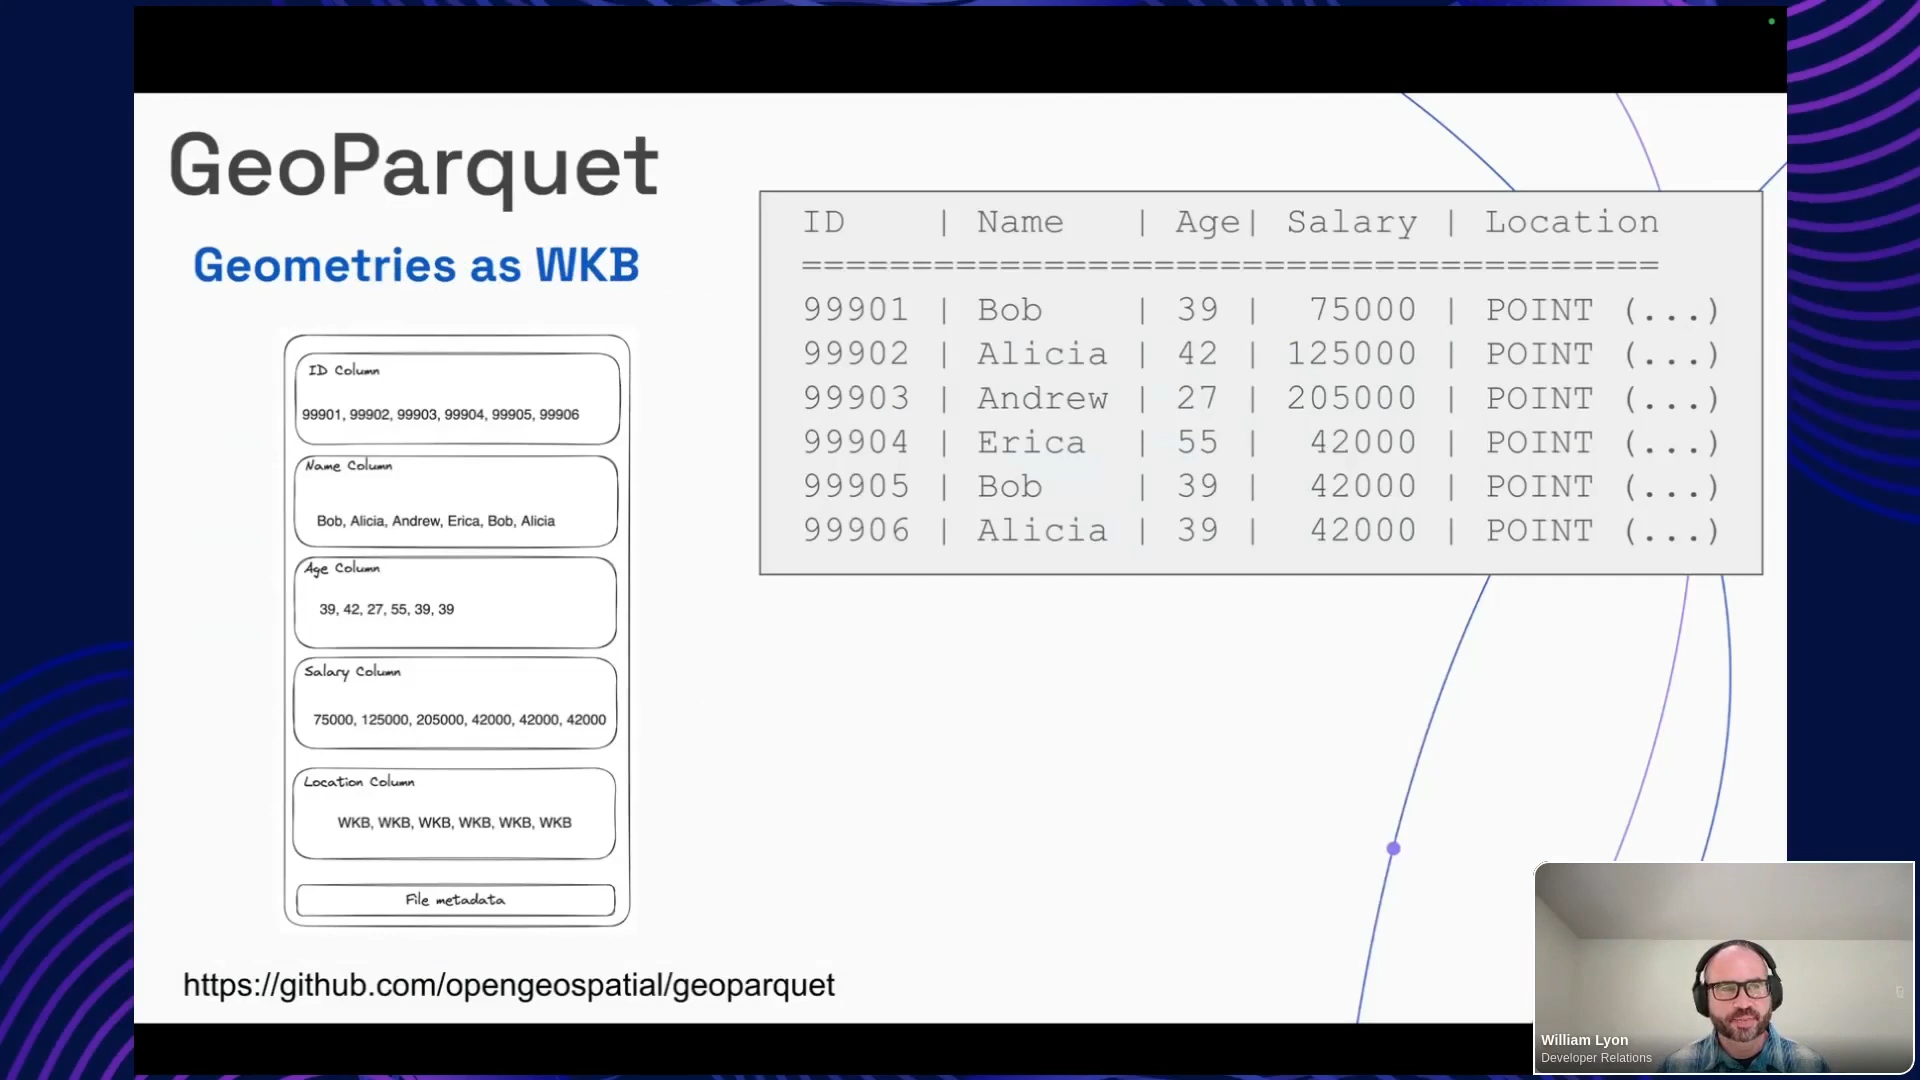 GeoParquet
Geometries as WKB
ID Column
99901, 99902, 99903, 99904, 99905, 99906
Name Column
Bob, Alicia, Andrew, Erica, Bob, Alicia
Age Column
39, 42, 27, 55, 39, 39
Salary Column
75000, 125000, 205000, 42000, 42000, 42000
Location Column
WKB, WKB, WKB, WKB, WKB, WKB
File metadata
https://github.com/opengeospatial/geoparquet
ID | Name | Age| Salary | Location
=======================================
99901 | Bob | 39 | 75000 | POINT (...)
99902 | Alicia | 42 | 125000 | POINT (...)
99903 | Andrew | 27 | 205000 | POINT (...)
99904 | Erica | 55 | 42000 | POINT (...)
99905 | Bob | 39 | 42000 | POINT (...)
99906 | Alicia | 39 | 42000 | POINT (...)
William Lyon
Developer Relations